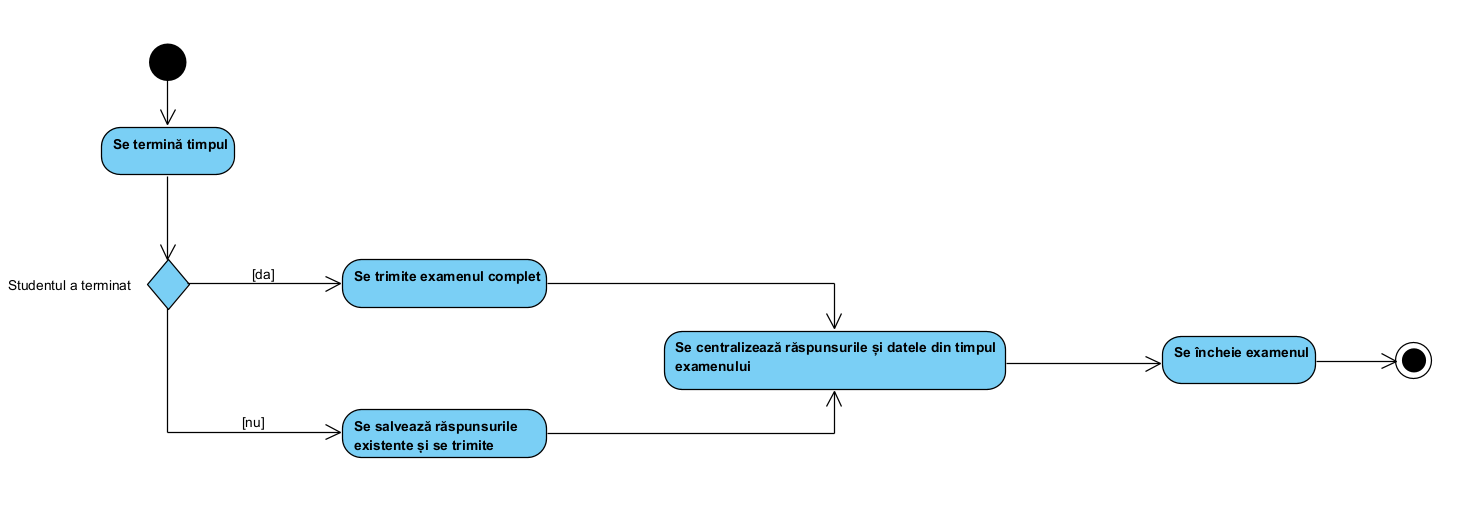 Se termină timpul
Studentul a terminat
[da]
Se trimite examenul complet
Se centralizează răspunsurile și datele din timpul
examenului
Se încheie examenul
[nu]
Se salvează răspunsurile
existente și se trimite